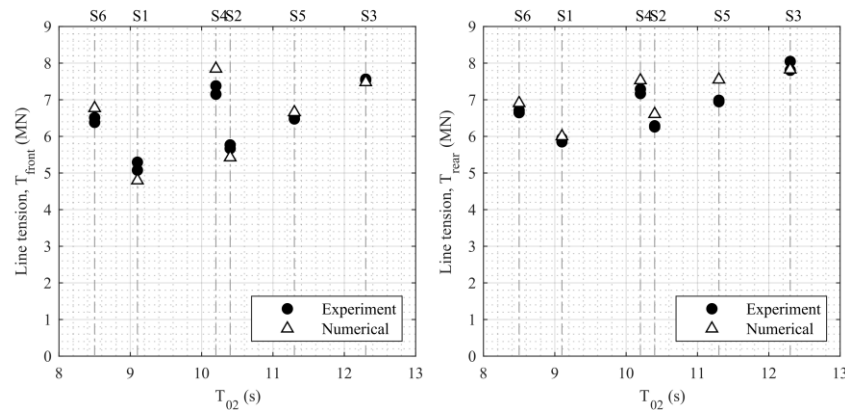 S6 S1 S4 S2 S5 S3
9
8
7
6
5
4
3
2
1
0
Line tension, T_front (MN)
Experiment
Numerical
8 9 10 11 12 13
T_02 (s)
S6 S1 S4 S2 S5 S3
9
8
7
6
5
4
3
2
1
0
Line tension, T_rear (MN)
Experiment
Numerical
8 9 10 11 12 13
T_02 (s)